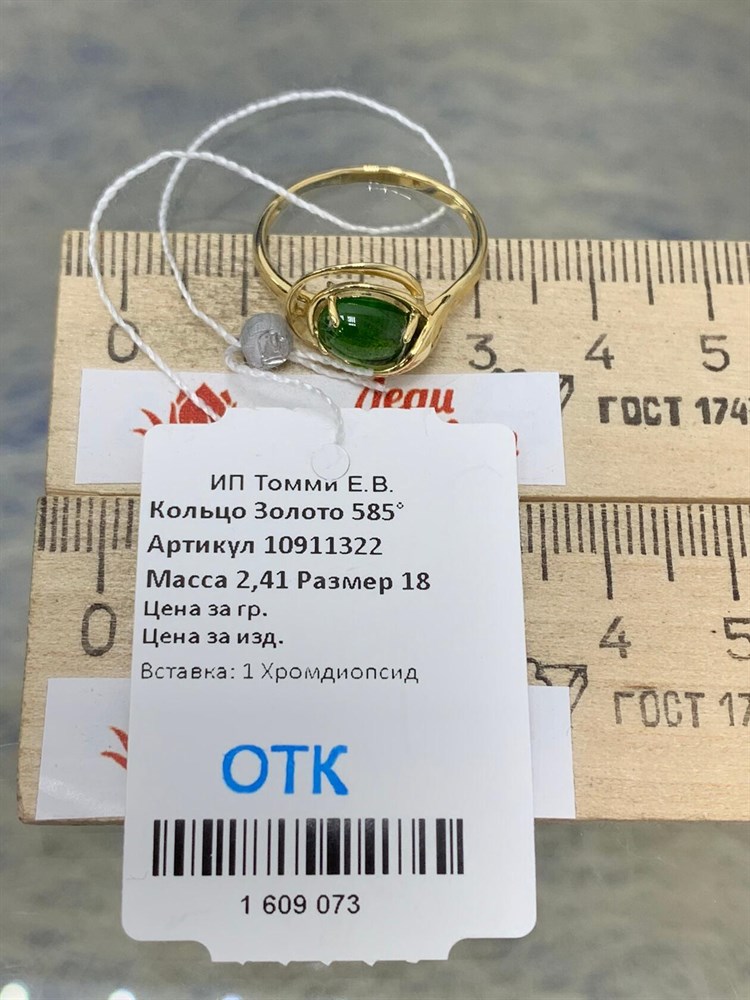 0 3 4 5
ГОСТ 174
Леди
ИП Томми Е.В.
Кольцо Золото 585°
Артикул 10911322
Масса 2,41 Размер 18
Цена за гр.
Цена за изд.
Вставка: 1 Хромдиопсид
ОТК
1 609 073
0 4 5
ГОСТ 17